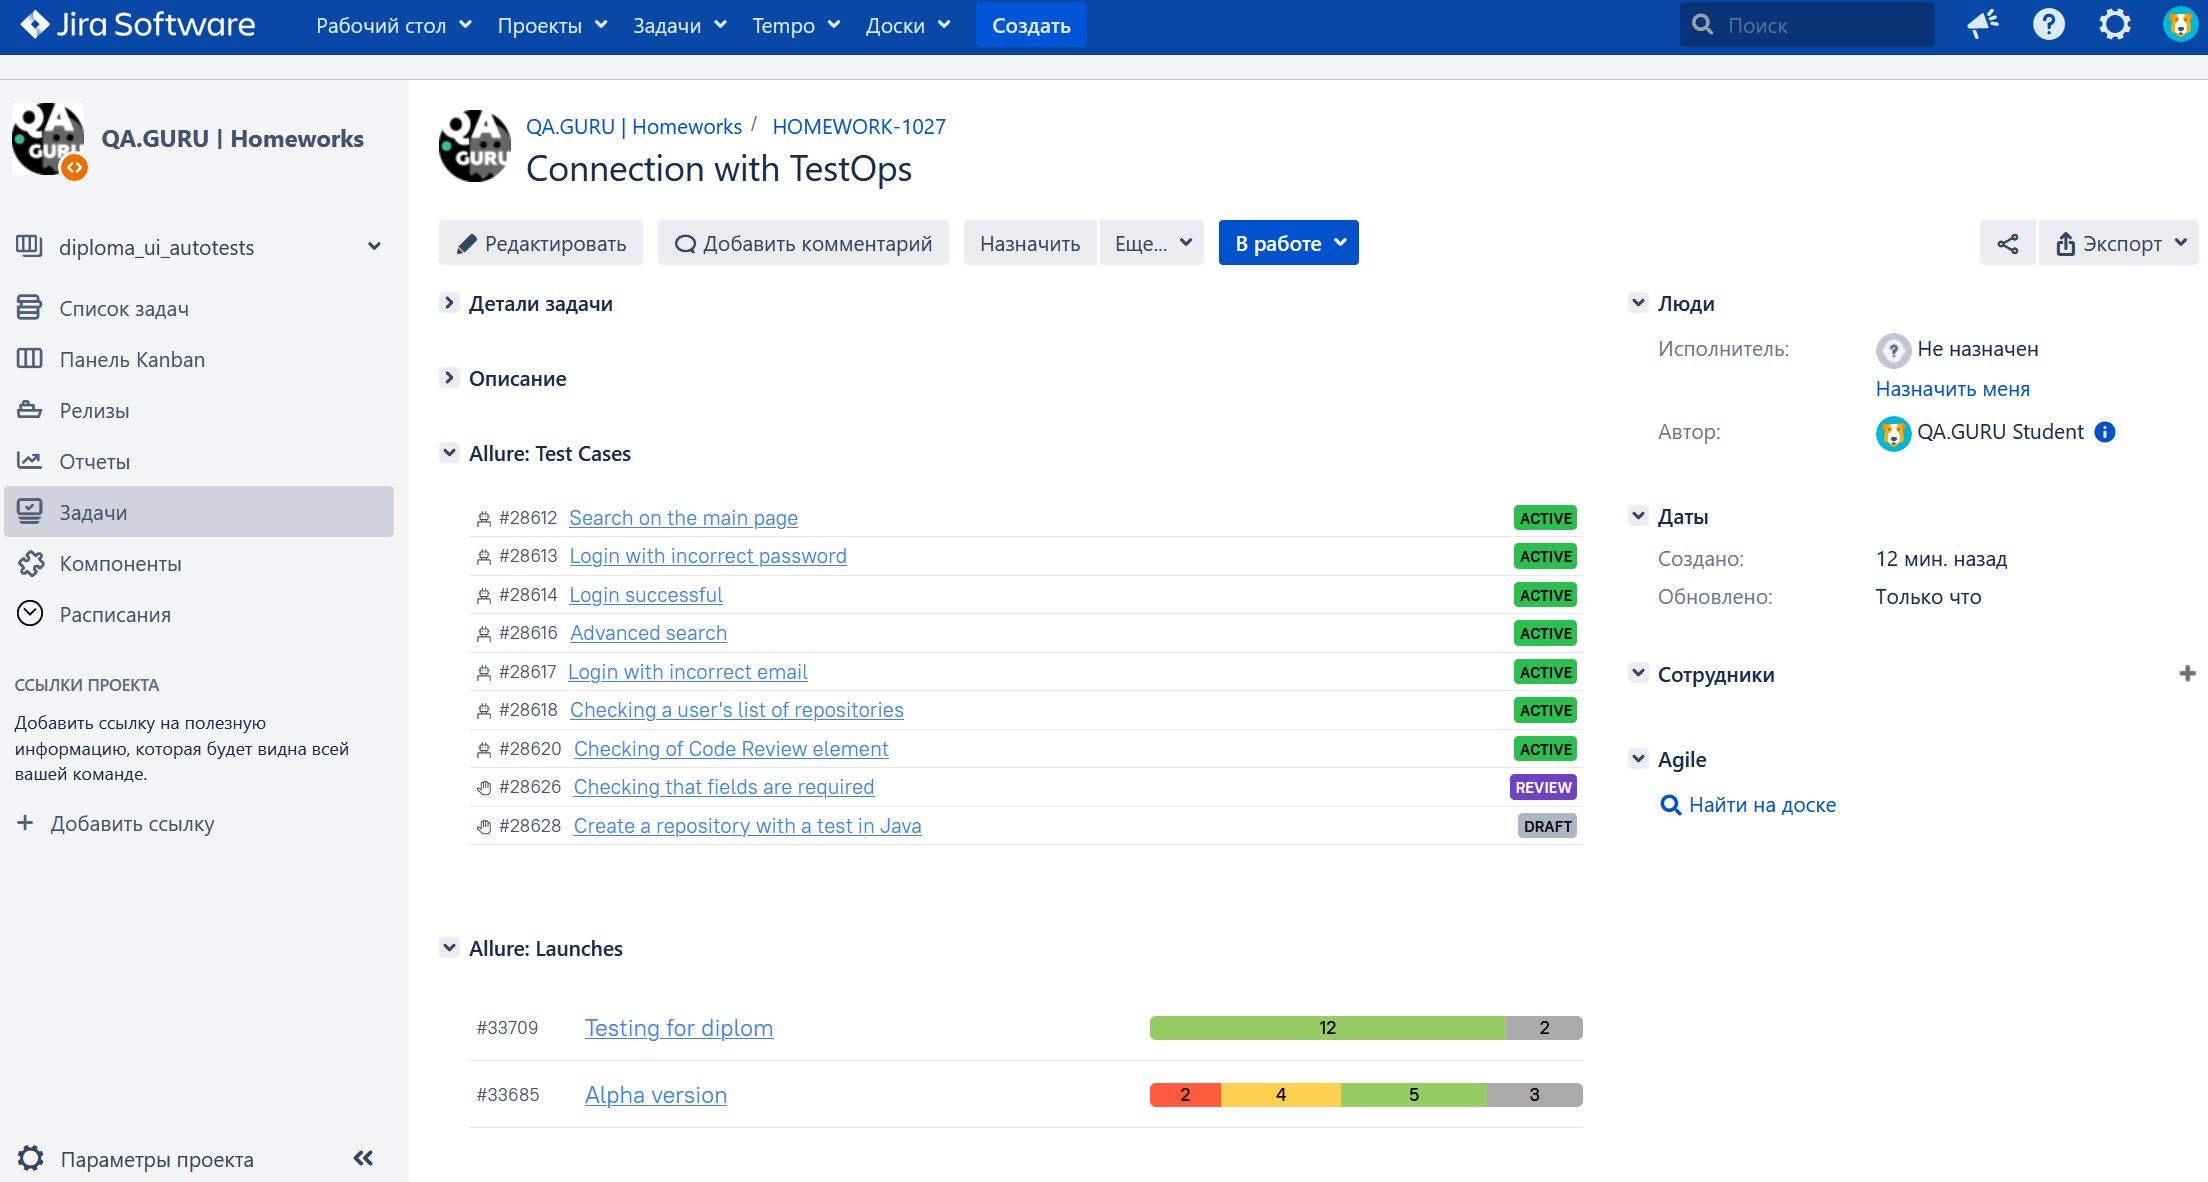 Jira Software
Рабочий стол
Проекты
Задачи
Tempo
Доски
Создать
Поиск
QA GURU
QA.GURU | Homeworks
diploma_ui_autotests
Список задач
Панель Kanban
Релизы
Отчеты
Задачи
Компоненты
Расписания
ССЫЛКИ ПРОЕКТА
Добавить ссылку на полезную
информацию, которая будет видна всей
вашей команде.
Добавить ссылку
Параметры проекта
QA GURU
QA.GURU | Homeworks / HOMEWORK-1027
Connection with TestOps
Редактировать
Добавить комментарий
Назначить
Еще...
В работе
Экспорт
Детали задачи
Описание
Allure: Test Cases
#28612 Search on the main page ACTIVE
#28613 Login with incorrect password ACTIVE
#28614 Login successful ACTIVE
#28616 Advanced search ACTIVE
#28617 Login with incorrect email ACTIVE
#28618 Checking a user's list of repositories ACTIVE
#28620 Checking of Code Review element ACTIVE
#28626 Checking that fields are required REVIEW
#28628 Create a repository with a test in Java DRAFT
Allure: Launches
#33709 Testing for diplom 12 2
#33685 Alpha version 2 4 5 3
Люди
Исполнитель: Не назначен
Назначить меня
Автор: QA.GURU Student
Даты
Создано: 12 мин. назад
Обновлено: Только что
Сотрудники
Agile
Найти на доске